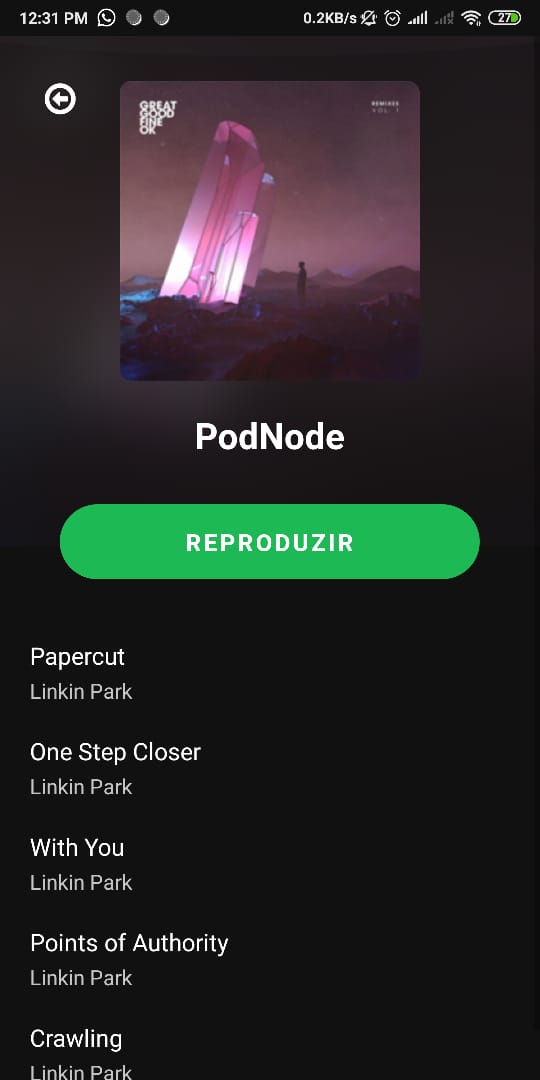 12:31 PM
0.2KB/s
27
GREAT
GOOD
FINE
OK
REMIXES
VOL. 1
PodNode
REPRODUZIR
Papercut
Linkin Park
One Step Closer
Linkin Park
With You
Linkin Park
Points of Authority
Linkin Park
Crawling
Linkin Park